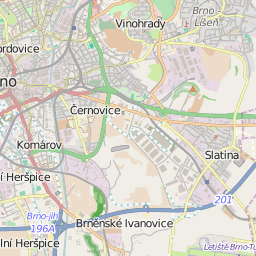 Vinohrady
Brno
Líšeň
ordovice
no
Černovice
Komárov
Slatina
í Heršpice
201
Brno-jih
196A
Brněnské Ivanovice
lní Heršpice
Letiště Brno-Tu